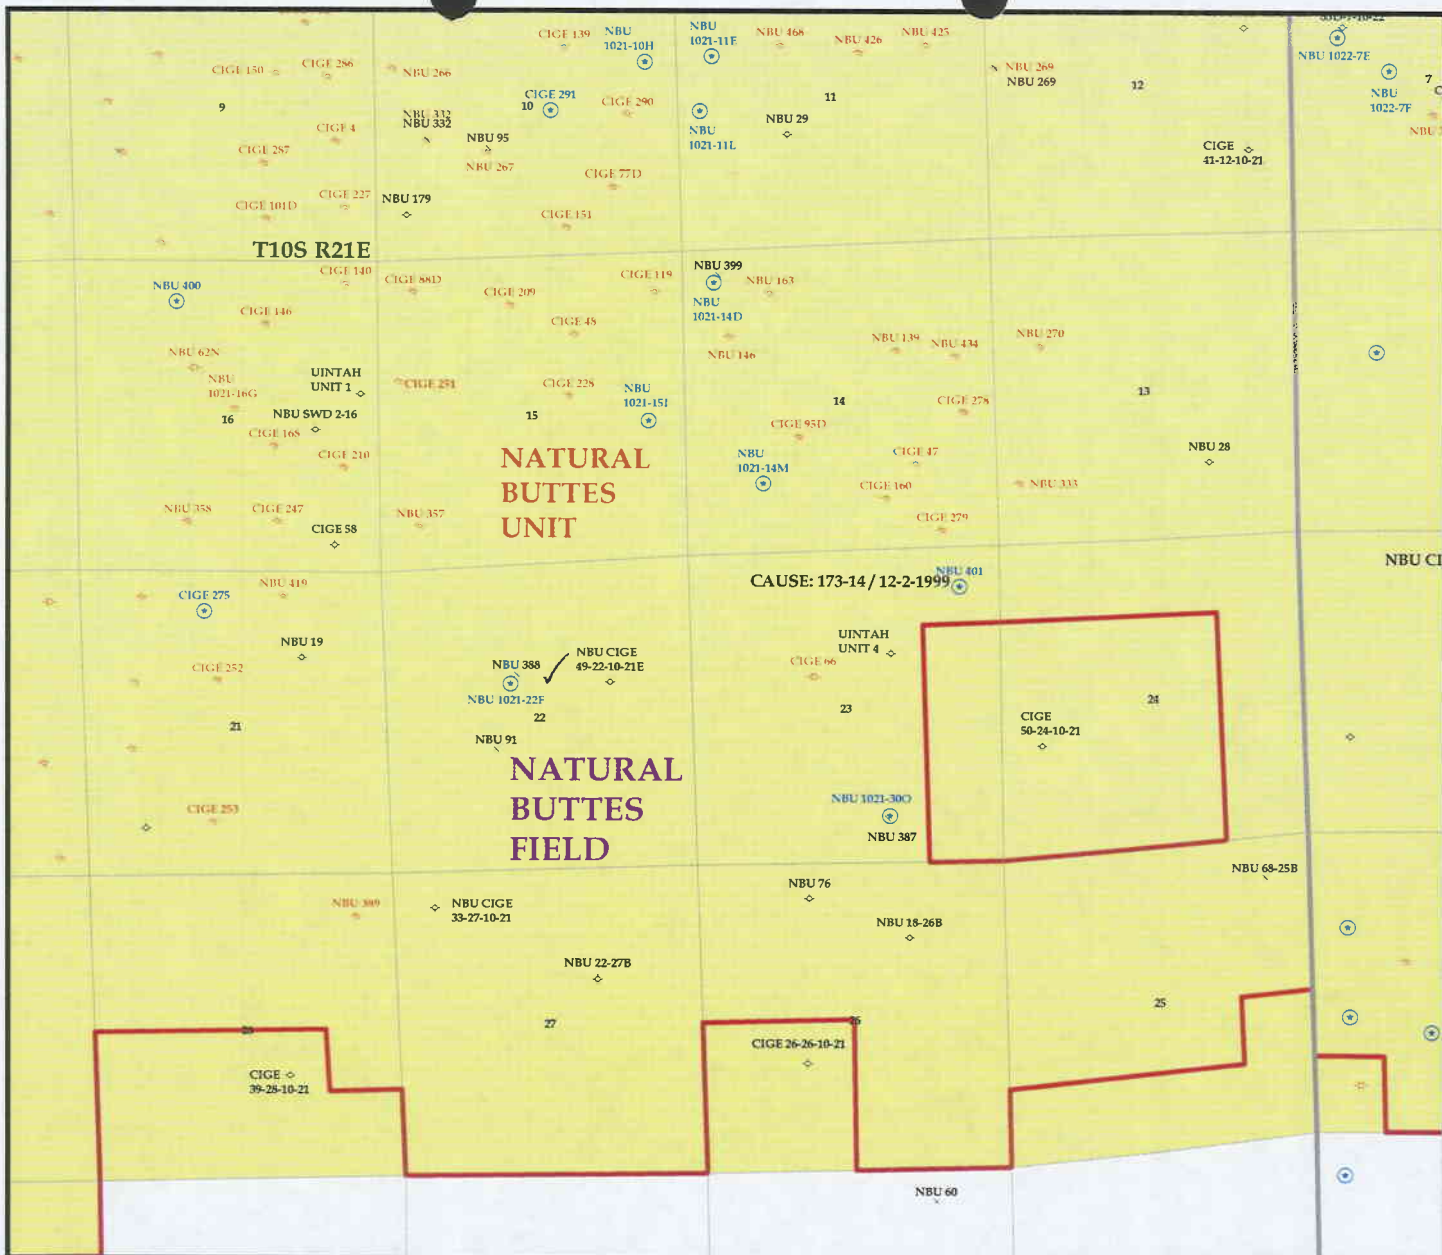 CIGE 139
NBU
1021-10H
NBU
1021-11E
NBU 468
NBU 426
NBU 425
NBU 1022-7E
CIGE 150
CIGE 286
NBU 266
NBU 269
NBU 269
12
7
9
10
CIGE 291
CIGE 290
11
NBU
1022-7F
NBU 332
NBU 332
NBU 95
NBU
1021-11L
NBU 29
CIGE 4
CIGE 287
NBU 267
CIGE
41-12-10-21
CIGE 77D
CIGE 227
NBU 179
CIGE 101D
CIGE 151
T10S R21E
CIGE 140
CIGE 88D
CIGE 119
NBU 399
NBU 163
NBU 400
CIGE 209
NBU
1021-14D
CIGE 146
CIGE 48
NBU 62N
NBU 146
NBU 139
NBU 434
NBU 270
NBU
1021-16G
UINTAH
UNIT 1
CIGE 251
CIGE 228
NBU
1021-15I
14
CIGE 278
13
16
NBU SWD 2-16
15
CIGE 168
CIGE 95D
CIGE 210
NBU
1021-14M
CIGE 47
NBU 28
NATURAL
BUTTES
UNIT
CIGE 160
NBU 333
NBU 358
CIGE 247
CIGE 58
NBU 357
CIGE 279
NBU CI
CAUSE: 173-14 / 12-2-1999
NBU 401
NBU 419
CIGE 275
NBU 19
UINTAH
UNIT 4
CIGE 252
NBU 388
NBU CIGE
49-22-10-21E
CIGE 66
NBU 1021-22F
22
23
24
21
NBU 91
CIGE
50-24-10-21
NATURAL
BUTTES
FIELD
CIGE 253
NBU 1021-30O
NBU 387
NBU 68-25B
NBU 76
NBU 389
NBU CIGE
33-27-10-21
NBU 18-26B
NBU 22-27B
25
28
27
26
CIGE 26-26-10-21
CIGE
39-28-10-21
NBU 60